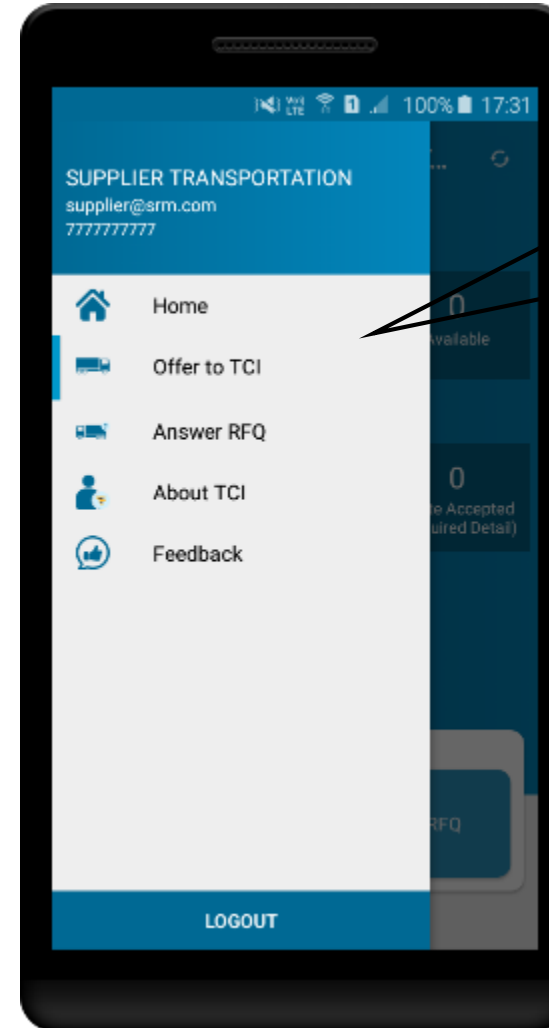 100% 17:31
SUPPLIER TRANSPORTATION
supplier@srm.com
7777777777
Home
Offer to TCI
Answer RFQ
About TCI
Feedback
0
Available
0
Accepted
Detail)
RFQ
LOGOUT